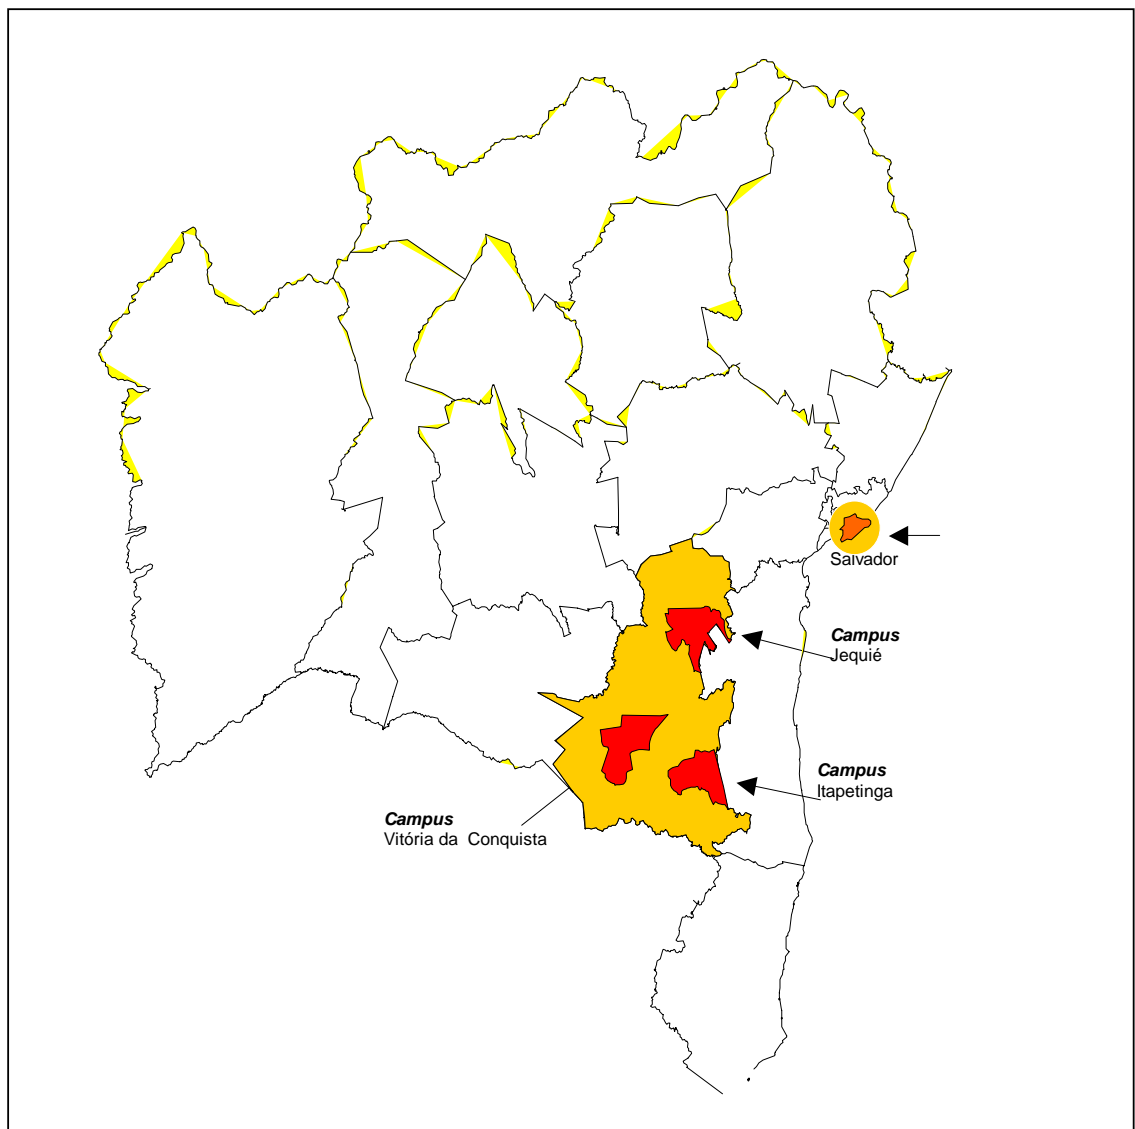 Salvador
Campus
Jequié
Campus
Itapetinga
Campus
Vitória da Conquista